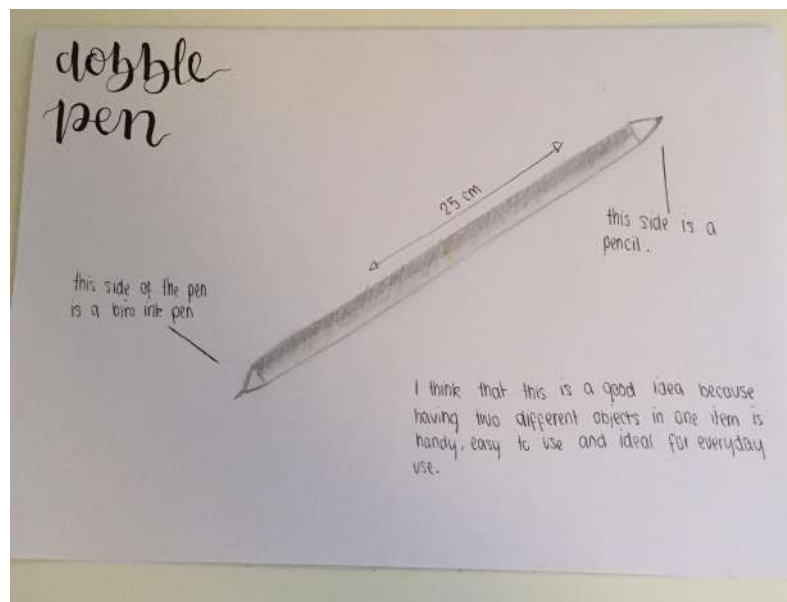 dobble
pen
25 cm
this side is a
pencil.
this side of the pen
is a biro ink pen
I think that this is a good idea because
having two different objects in one item is
handy, easy to use and ideal for everyday
use.